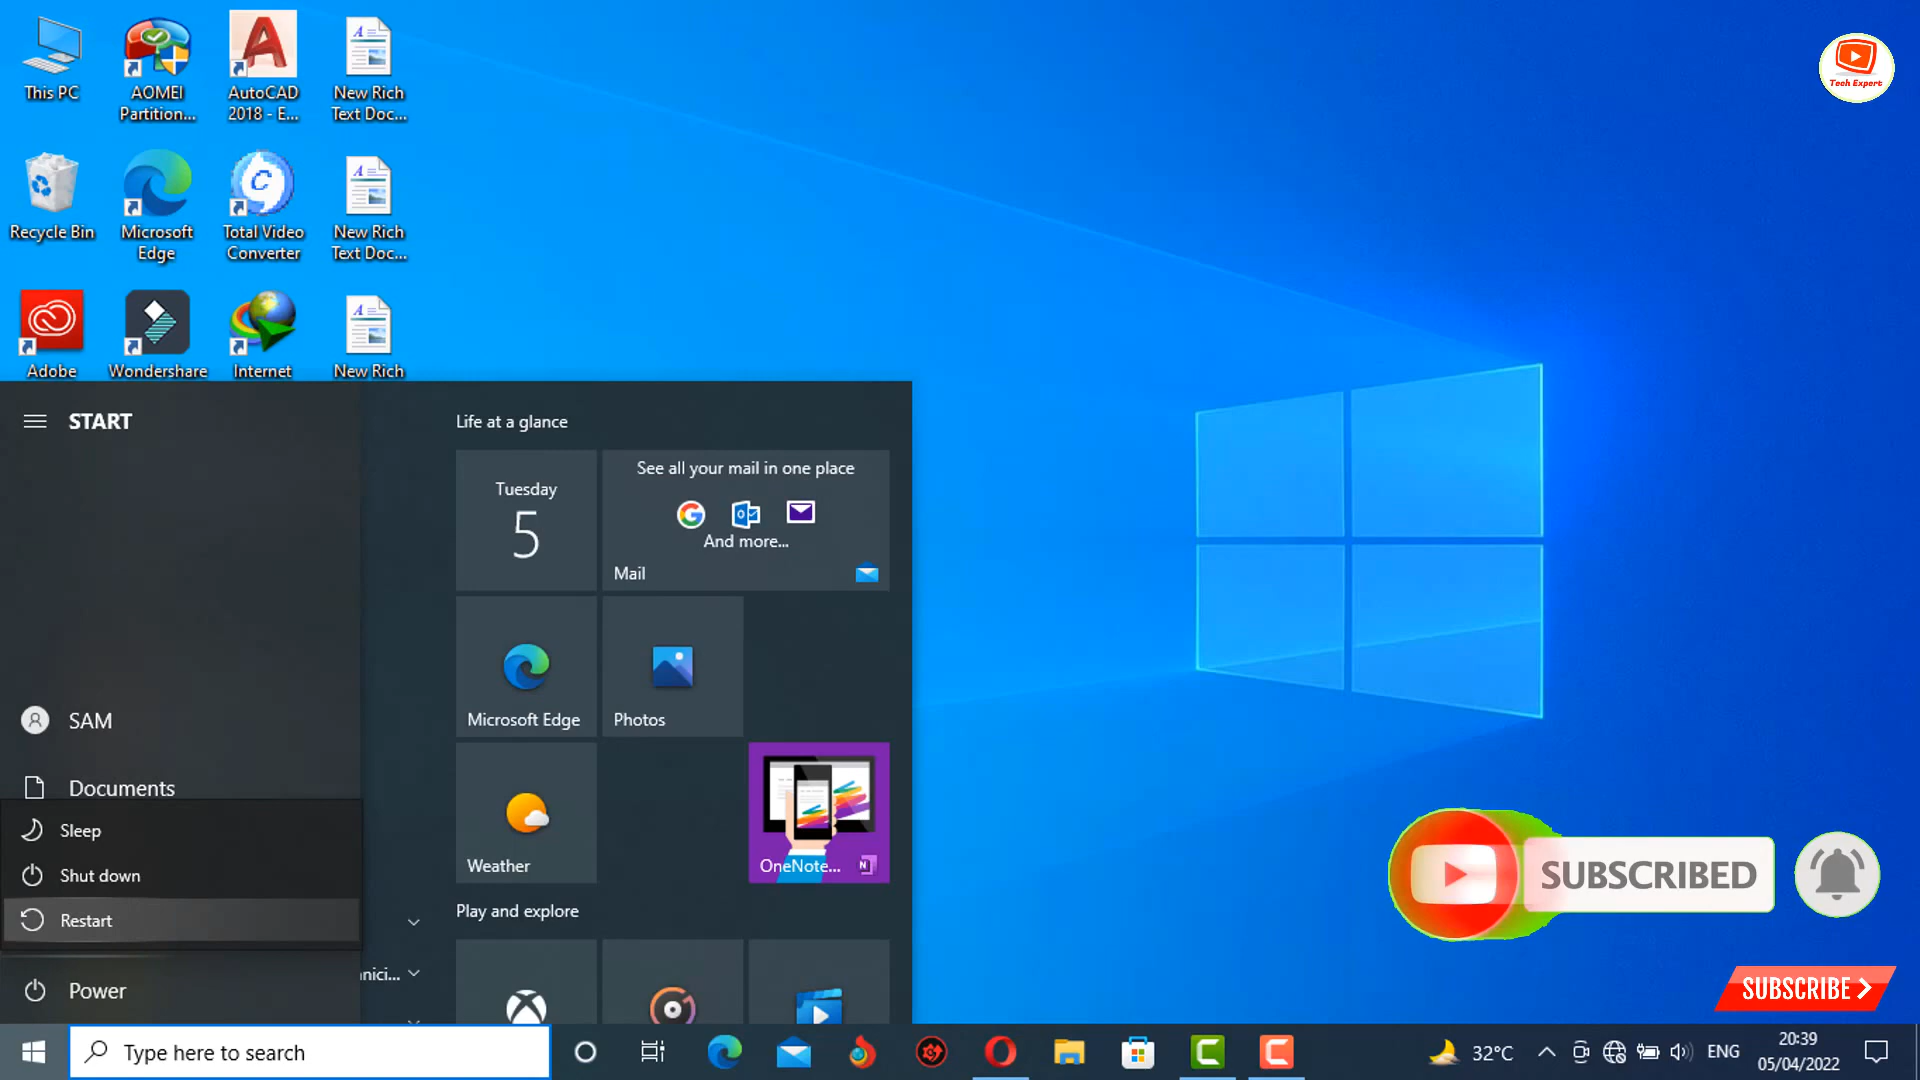 This PC
AOMEI
Partition...
AutoCAD
2018 - E...
New Rich
Text Doc...
Tech Expert
Recycle Bin
Microsoft
Edge
Total Video
Converter
New Rich
Text Doc...
Adobe
Wondershare
Internet
New Rich
START
Life at a glance
Tuesday
5
See all your mail in one place
And more...
Mail
Microsoft Edge
Photos
SAM
Documents
Sleep
Shut down
Restart
Power
Weather
OneNote...
Play and explore
nici...
SUBSCRIBED
SUBSCRIBE
Type here to search
32°C
ENG
20:39
05/04/2022